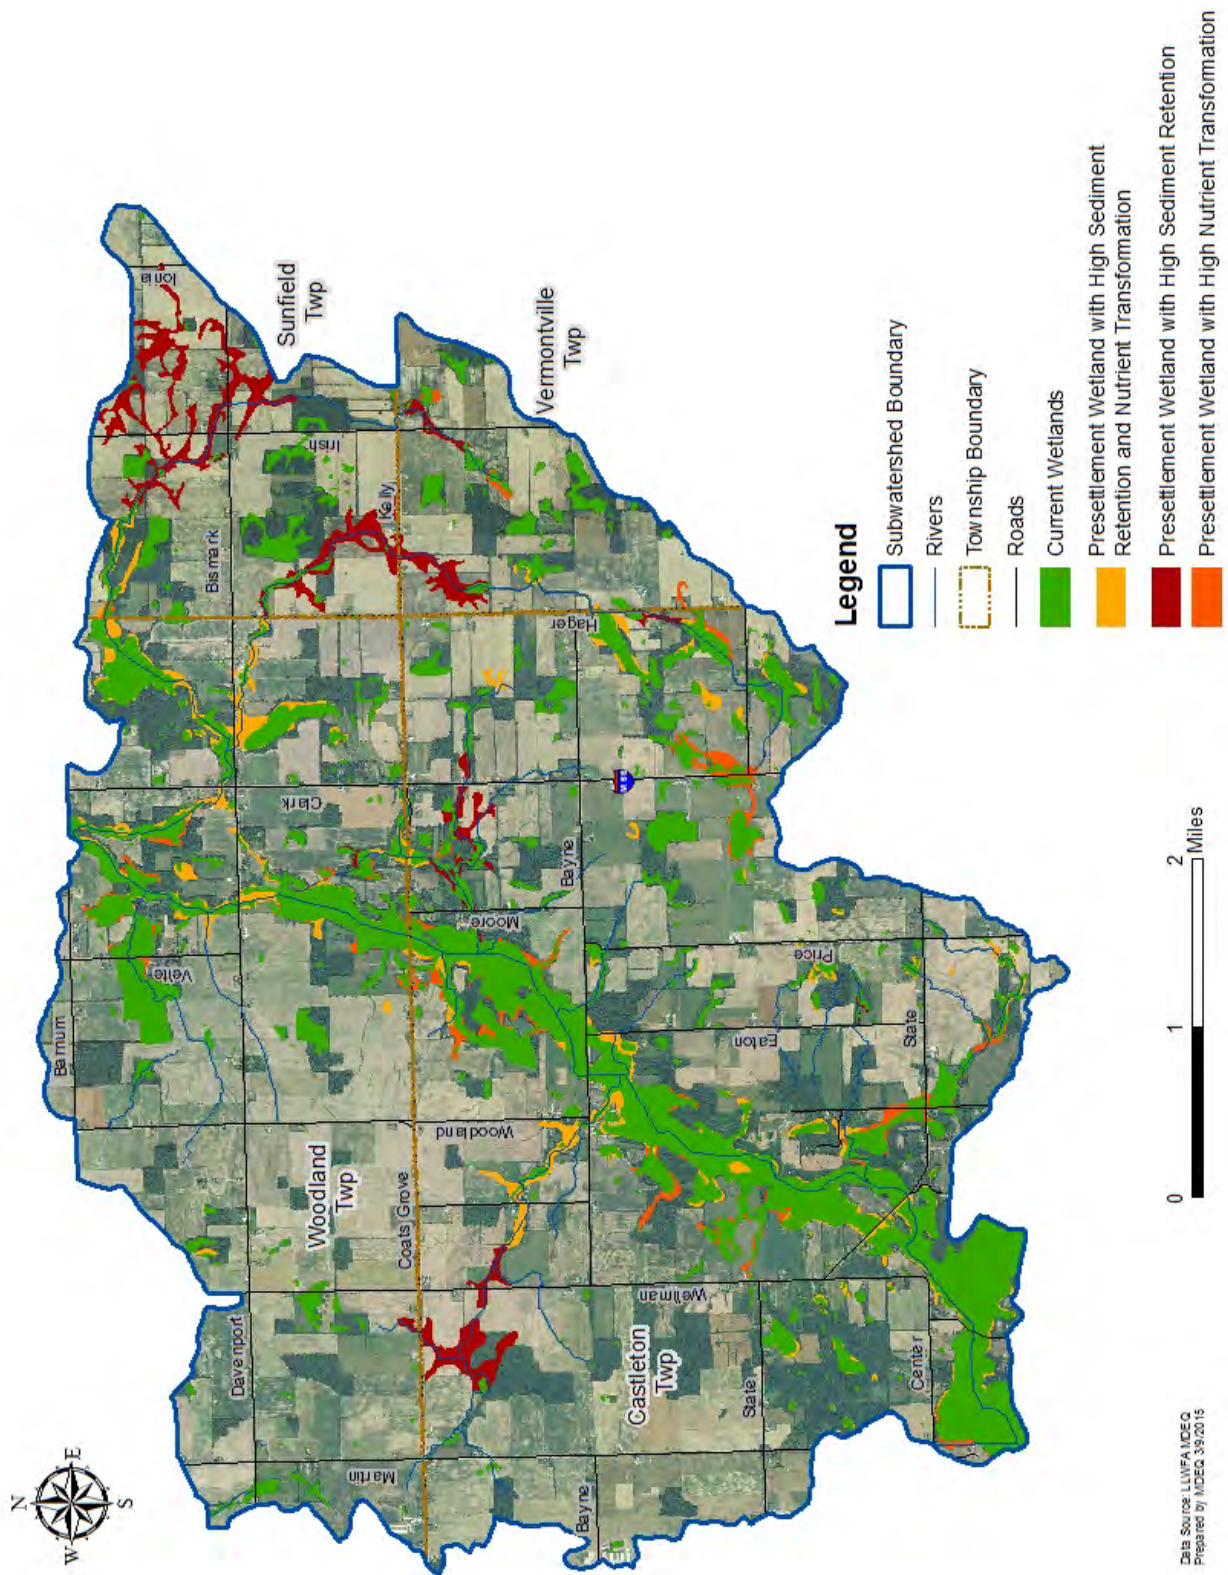 N
W
E
S
Ionia
Sunfield
Twp
Irish
Vermontville
Twp
Kelly
Bismark
Hager
Clark
Bayne
Moore
Barnum
Velte
Price
Eaton
State
Woodland
Woodland
Twp
Coats Grove
Davenport
Wellman
Castleton
Twp
State
Center
Martin
Bayne
Legend
Subwatershed Boundary
Rivers
Township Boundary
Roads
Current Wetlands
Presettlement Wetland with High Sediment
Retention and Nutrient Transformation
Presettlement Wetland with High Sediment Retention
Presettlement Wetland with High Nutrient Transformation
0 1 2
Miles
Data Source: LLWFA MDEQ
Prepared by MDEQ 3/9/2015